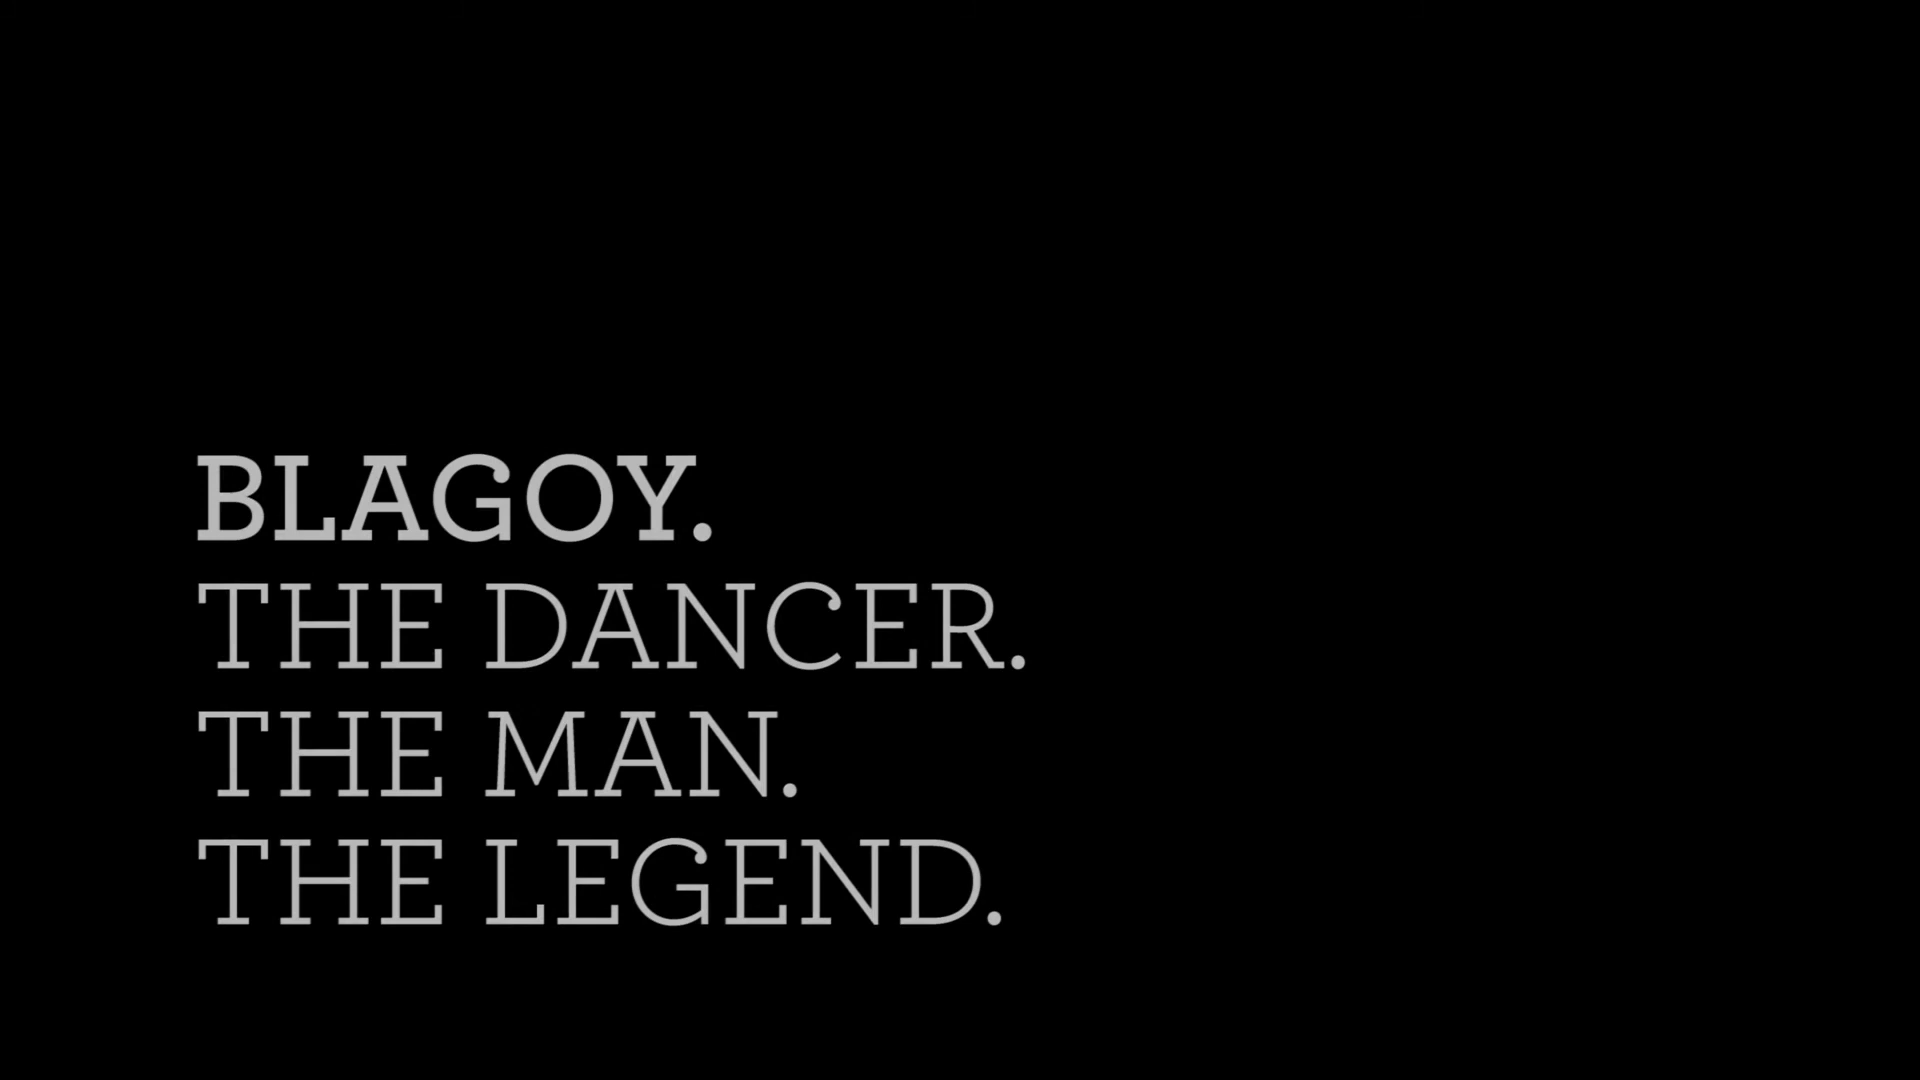 BLAGOY.
THE DANCER.
THE MAN.
THE LEGEND.